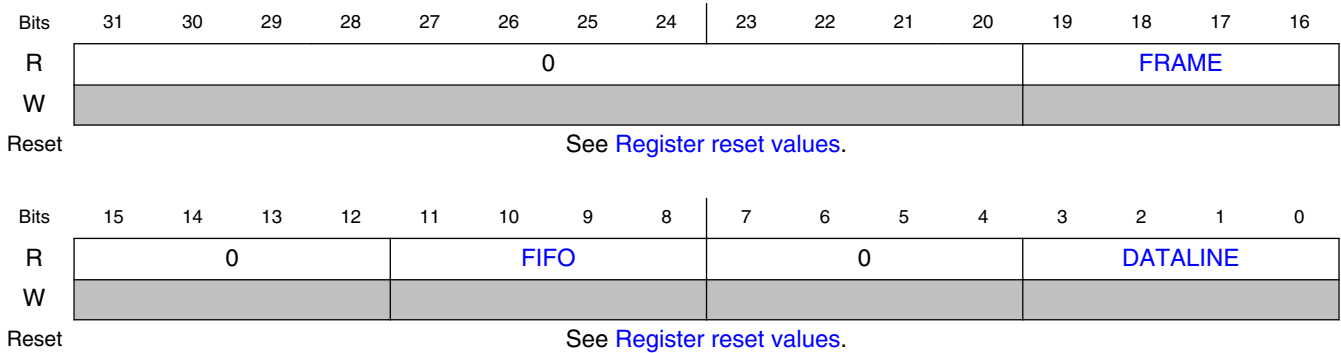 Bits 31 30 29 28 27 26 25 24 23 22 21 20 19 18 17 16
R 0 FRAME
W
Reset See Register reset values.
Bits 15 14 13 12 11 10 9 8 7 6 5 4 3 2 1 0
R 0 FIFO 0 DATALINE
W
Reset See Register reset values.